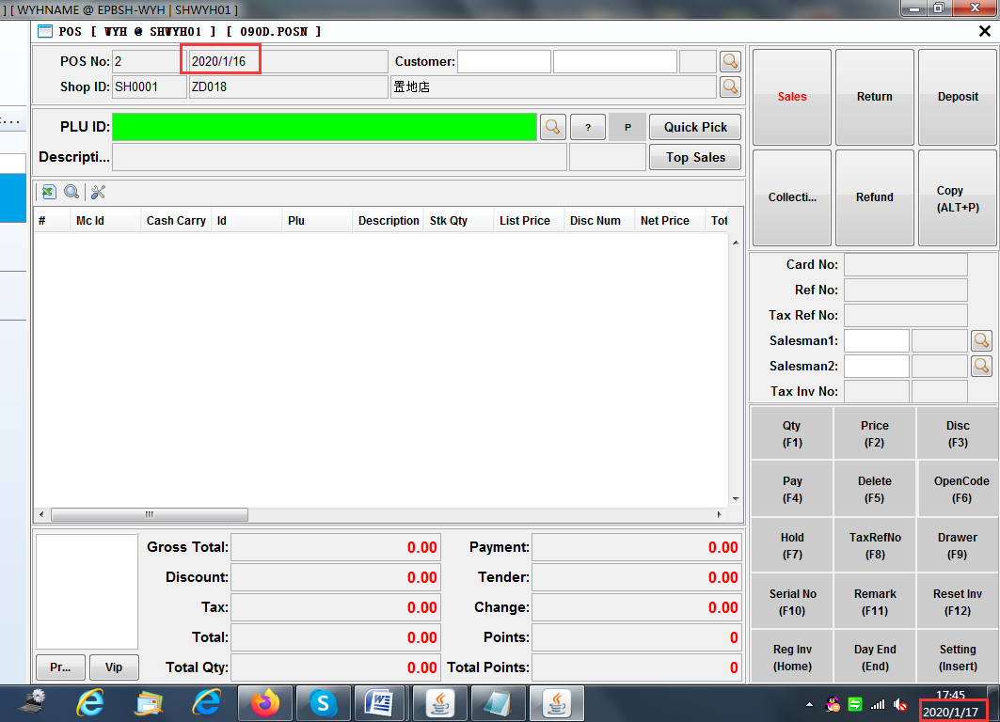 ] [ WYHNAME @ EPBSH-WYH | SHWYH01 ]
POS [ WYH @ SHWYH01 ] [ 090D.POSN ]
POS No: 2 2020/1/16 Customer:
Shop ID: SH0001 ZD018 置地店
PLU ID: ? P Quick Pick
Descripti... Top Sales
# Mc Id Cash Carry Id Plu Description Stk Qty List Price Disc Num Net Price Tot
Gross Total: 0.00 Payment: 0.00
Discount: 0.00 Tender: 0.00
Tax: 0.00 Change: 0.00
Total: 0.00 Points: 0
Total Qty: 0.00 Total Points: 0
Pr... Vip
Sales Return Deposit
Collecti... Refund Copy
(ALT+P)
Card No:
Ref No:
Tax Ref No:
Salesman1:
Salesman2:
Tax Inv No:
Qty Price Disc
(F1) (F2) (F3)
Pay Delete OpenCode
(F4) (F5) (F6)
Hold TaxRefNo Drawer
(F7) (F8) (F9)
Serial No Remark Reset Inv
(F10) (F11) (F12)
Reg Inv Day End Setting
(Home) (End) (Insert)
17:45
2020/1/17